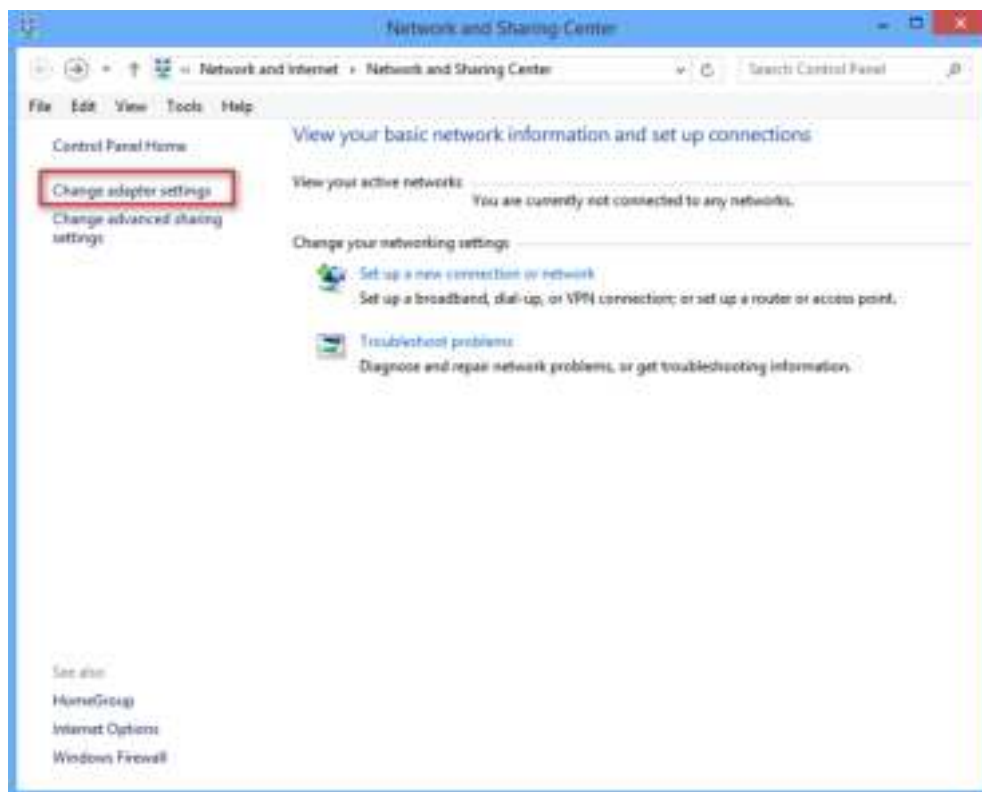 Network and Sharing Center
« Network and Internet › Network and Sharing Center
Search Control Panel
File Edit View Tools Help
Control Panel Home
Change adapter settings
Change advanced sharing
settings
View your basic network information and set up connections
View your active networks
You are currently not connected to any networks.
Change your networking settings
Set up a new connection or network
Set up a broadband, dial-up, or VPN connection; or set up a router or access point.
Troubleshoot problems
Diagnose and repair network problems, or get troubleshooting information.
See also
HomeGroup
Internet Options
Windows Firewall